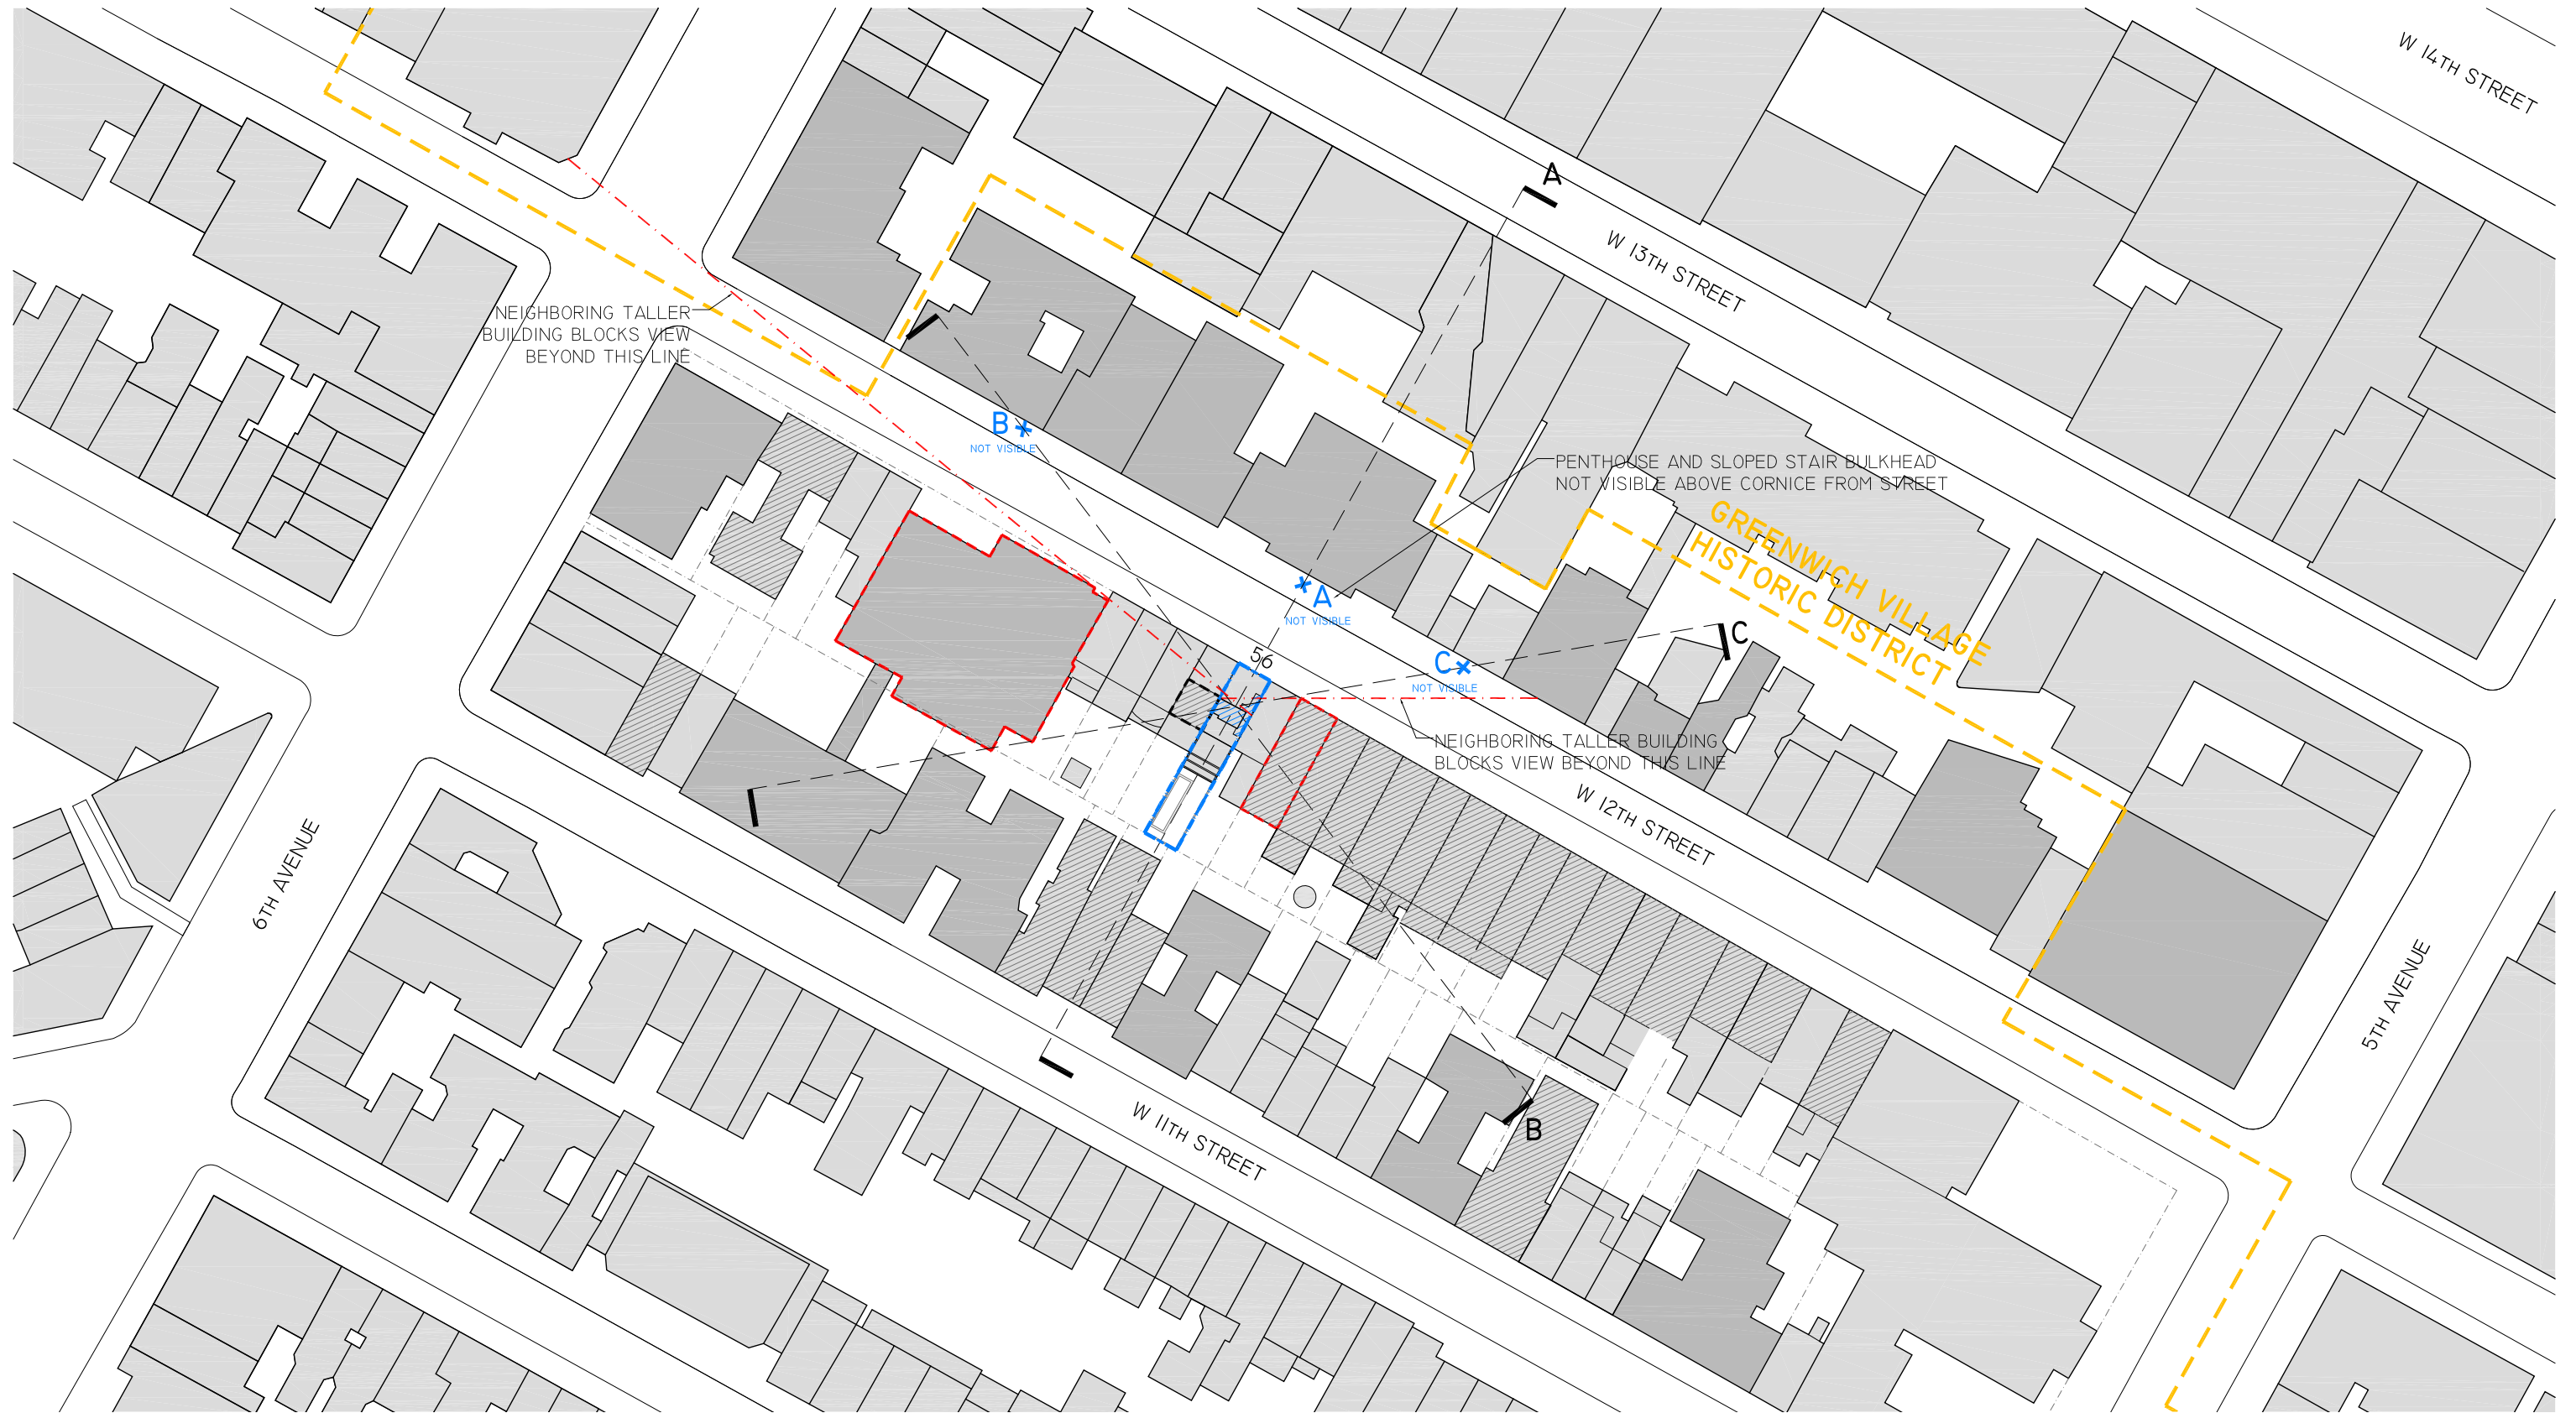 W 14TH STREET
A
W 13TH STREET
NEIGHBORING TALLER
BUILDING BLOCKS VIEW
BEYOND THIS LINE
B
NOT VISIBLE
PENTHOUSE AND SLOPED STAIR BULKHEAD
NOT VISIBLE ABOVE CORNICE FROM STREET
GREENWICH VILLAGE
HISTORIC DISTRICT
A
NOT VISIBLE
C
C
NOT VISIBLE
56
NEIGHBORING TALLER BUILDING
BLOCKS VIEW BEYOND THIS LINE
W 12TH STREET
6TH AVENUE
5TH AVENUE
W 11TH STREET
B